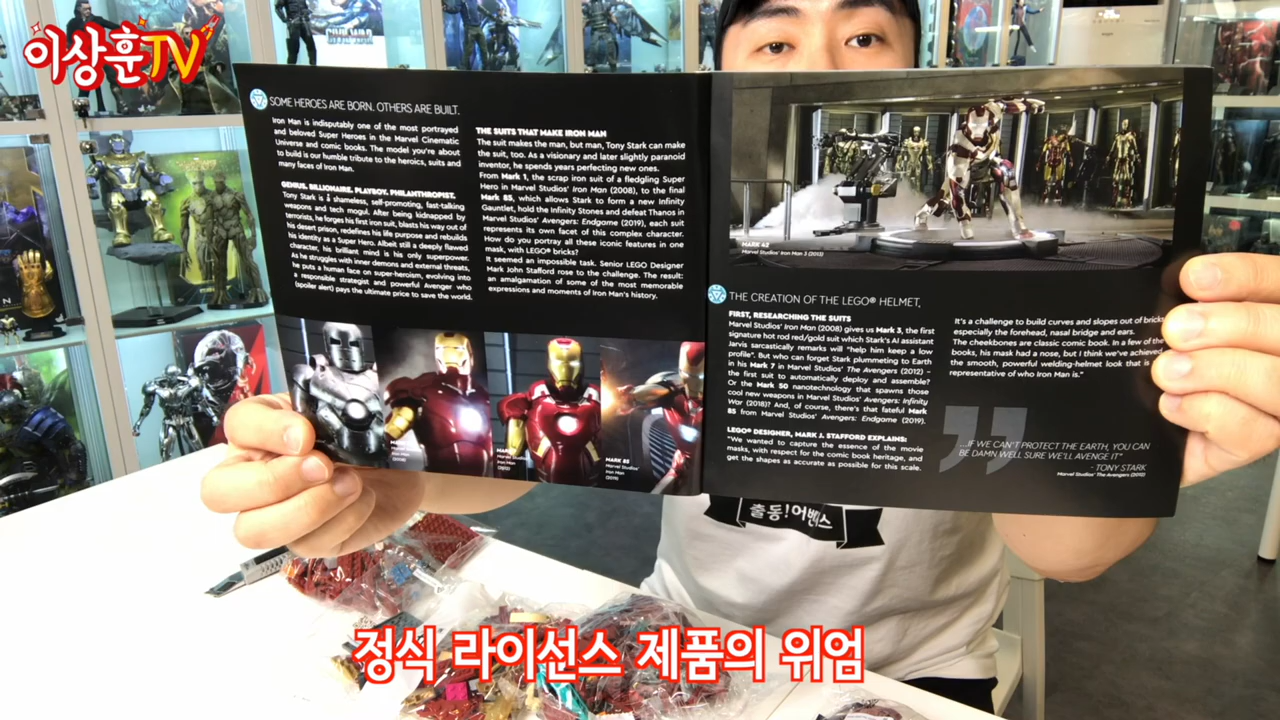 이상훈TV
CIVIL WAR
SOME HEROES ARE BORN. OTHERS ARE BUILT.
Iron Man is indisputably one of the most portrayed
and beloved Super Heroes in the Marvel Cinematic
Universe and comic books. The model you're about
to build is our humble tribute to the heroics, suits and
many faces of Iron Man.
GENIUS. BILLIONAIRE. PLAYBOY. PHILANTHROPIST.
Tony Stark is a shameless, self-promoting, fast-talking
weapons and tech mogul. After being kidnapped by
terrorists, he forges his first iron suit, blasts his way out of
his desert prison, redefines his life purpose and rebuilds
his identity as a Super Hero. Albeit still a deeply flawed
character, his brilliant mind is his only superpower.
As he struggles with inner demons and external threats,
he puts a human face on super-heroism, evolving into
a responsible strategist and powerful Avenger who
(spoiler alert) pays the ultimate price to save the world.
THE SUITS THAT MAKE IRON MAN
The suit makes the man, but man, Tony Stark can make
the suit, too. As a visionary and later slightly paranoid
inventor, he spends years perfecting new ones.
From Mark 1, the scrap iron suit of a fledgling Super
Hero in Marvel Studios' Iron Man (2008), to the final
Mark 85, which allows Stark to form a new Infinity
Gauntlet, hold the Infinity Stones and defeat Thanos in
Marvel Studios' Avengers: Endgame (2019), each suit
represents its own facet of this complex character.
How do you portray all these iconic features in one
mask, with LEGO® bricks?
It seemed an impossible task. Senior LEGO Designer
Mark John Stafford rose to the challenge. The result:
an amalgamation of some of the most memorable
expressions and moments of Iron Man's history.
MARK 85
Marvel Studios'
Iron Man
MARK 42
Marvel Studios' Iron Man 3 (2013)
THE CREATION OF THE LEGO® HELMET,
FIRST, RESEARCHING THE SUITS
Marvel Studios' Iron Man (2008) gives us Mark 3, the first
signature hot rod red/gold suit which Stark's AI assistant
Jarvis sarcastically remarks will "help him keep a low
profile". But who can forget Stark plummeting to Earth
in his Mark 7 in Marvel Studios' The Avengers (2012) –
the first suit to automatically deploy and assemble?
Or the Mark 50 nanotechnology that spawns those
cool new weapons in Marvel Studios' Avengers: Infinity
War (2018)? And, of course, there's that fateful Mark
85 from Marvel Studios' Avengers: Endgame (2019).
LEGO® DESIGNER, MARK J. STAFFORD EXPLAINS:
"We wanted to capture the essence of the movie
masks, with respect for the comic book heritage, and
get the shapes as accurate as possible for this scale.
It's a challenge to build curves and slopes out of bricks
especially the forehead, nasal bridge and ears.
The cheekbones are classic comic book. In a few of the
books, his mask had a nose, but I think we've achieved
the smooth, powerful welding-helmet look that is
representative of who Iron Man is."
...IF WE CAN'T PROTECT THE EARTH, YOU CAN
BE DAMN WELL SURE WE'LL AVENGE IT"
- TONY STARK
Marvel Studios' The Avengers (2012)
출동!어벤져스
정식 라이선스 제품의 위엄